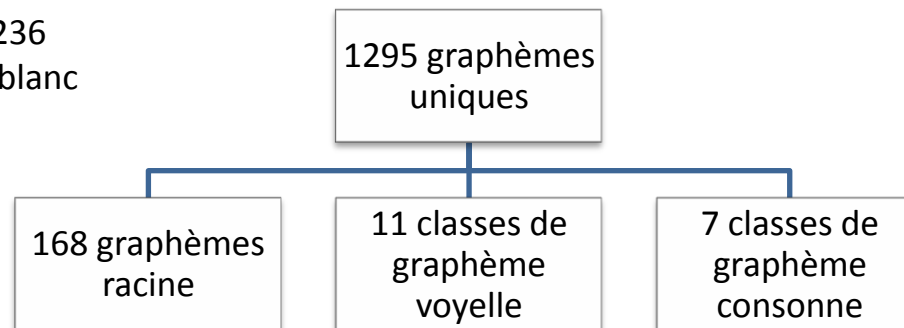 236
blanc
1295 graphèmes
uniques
168 graphèmes
racine
11 classes de
graphème
voyelle
7 classes de
graphème
consonne